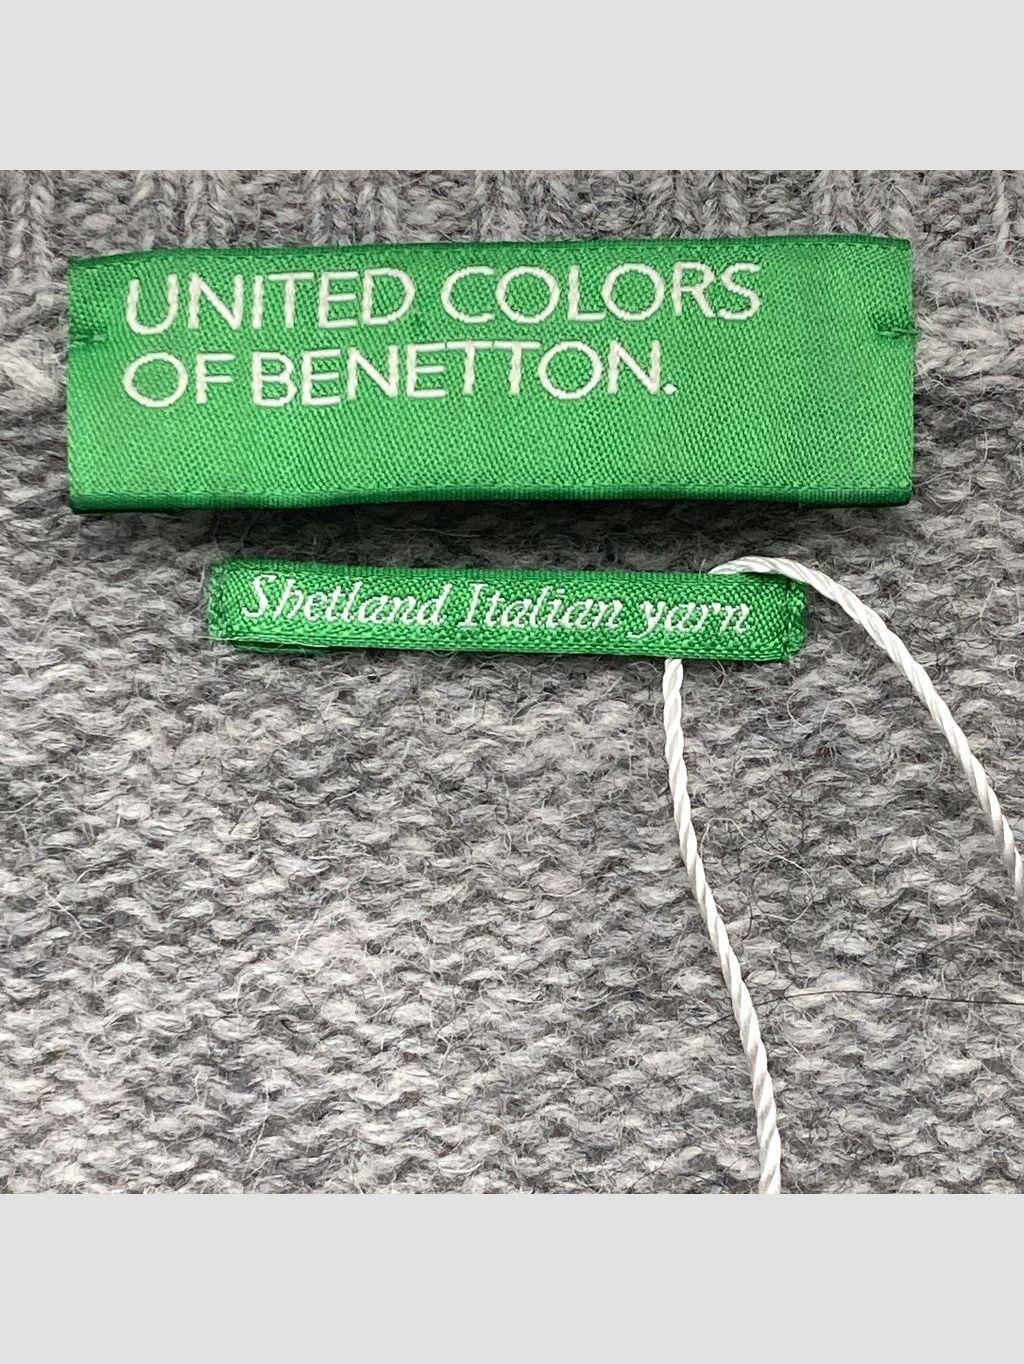 UNITED COLORS
OF BENETTON.
Shetland Italian yarn